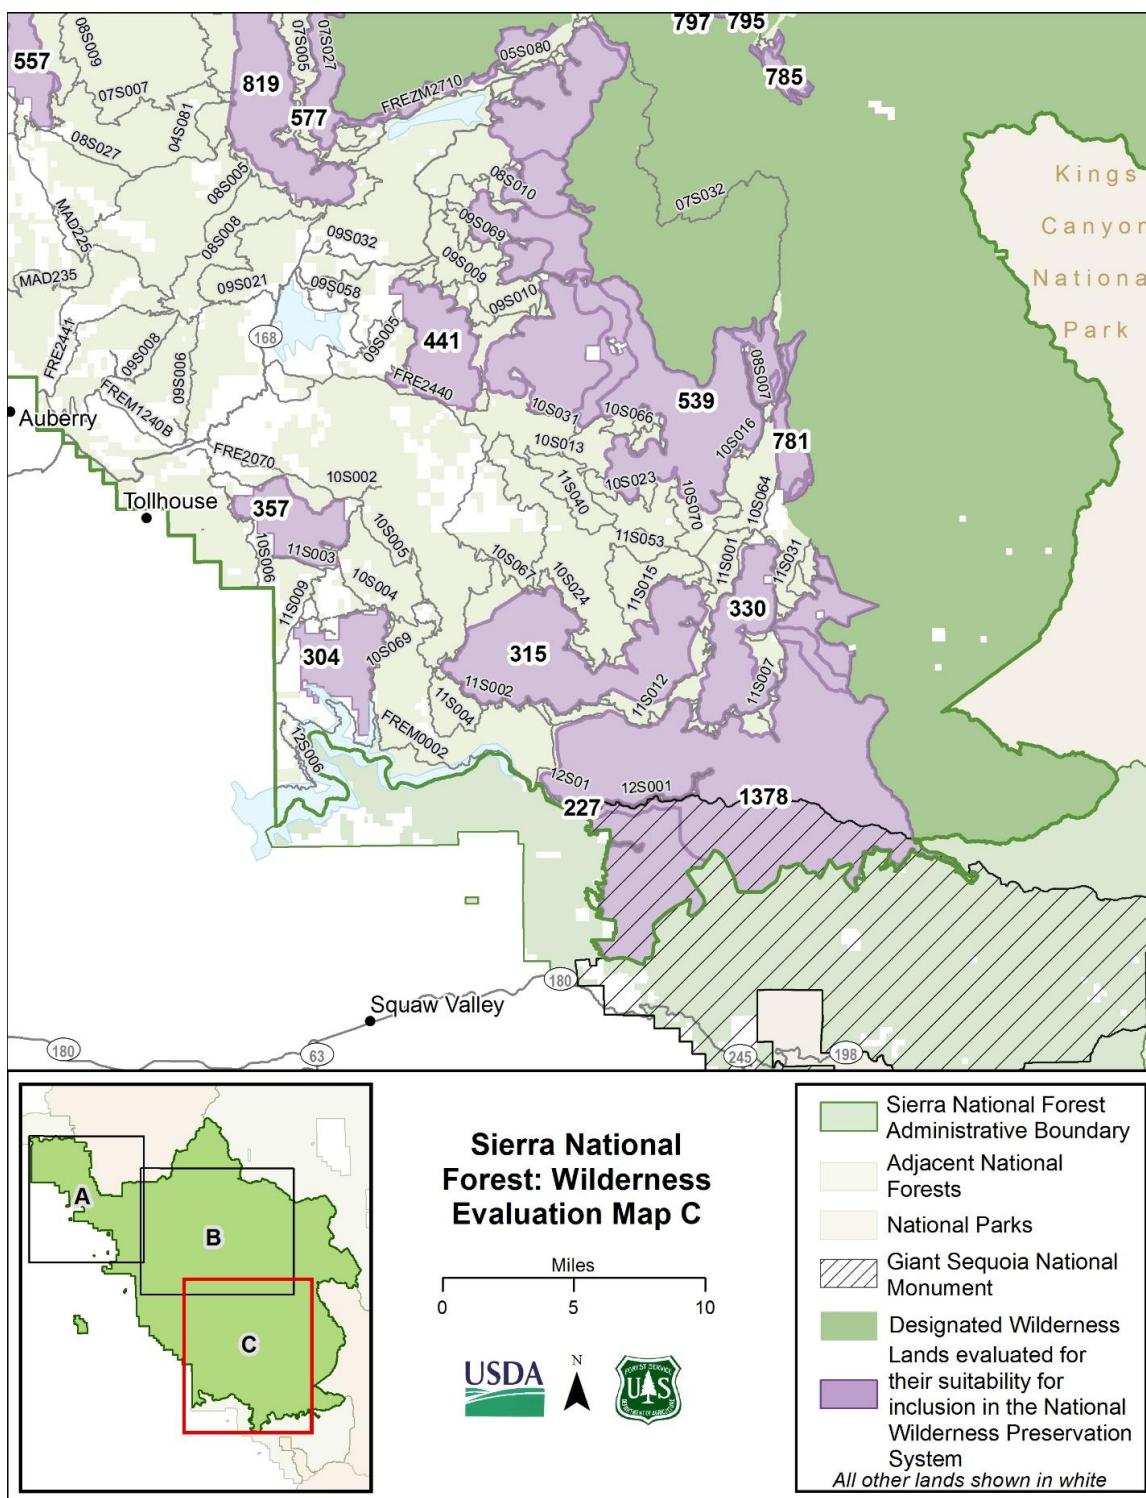 797 795
557
08S009
07S005
07S027
05S080
819
785
07S007
FREZM2710
577
04S081
08S027
Kings
08S005
08S010
07S032
MAD225
08S008
09S032
09S069
Canyon
MAD235
09S021
09S058
09S009
09S010
National
168
09S005
441
Park
FRE2441
09S008
09S006
FRE2440
08S007
539
FREM1240B
10S031
10S066
10S016
Auberry
10S013
781
FRE2070
10S002
11S040
10S023
10S070
10S064
Tollhouse
357
10S005
11S053
10S006
11S003
10S067
10S024
11S015
11S001
11S031
11S009
10S004
330
304
10S069
315
11S002
11S004
11S012
11S007
12S006
FREM0002
12S01
12S001
227
1378
180
Squaw Valley
180
63
245
198
A
B
C
Sierra National
Forest: Wilderness
Evaluation Map C
Miles
0 5 10
USDA
N
FOREST SERVICE
U S
DEPARTMENT OF AGRICULTURE
Sierra National Forest
Administrative Boundary
Adjacent National
Forests
National Parks
Giant Sequoia National
Monument
Designated Wilderness
Lands evaluated for
their suitability for
inclusion in the National
Wilderness Preservation
System
All other lands shown in white